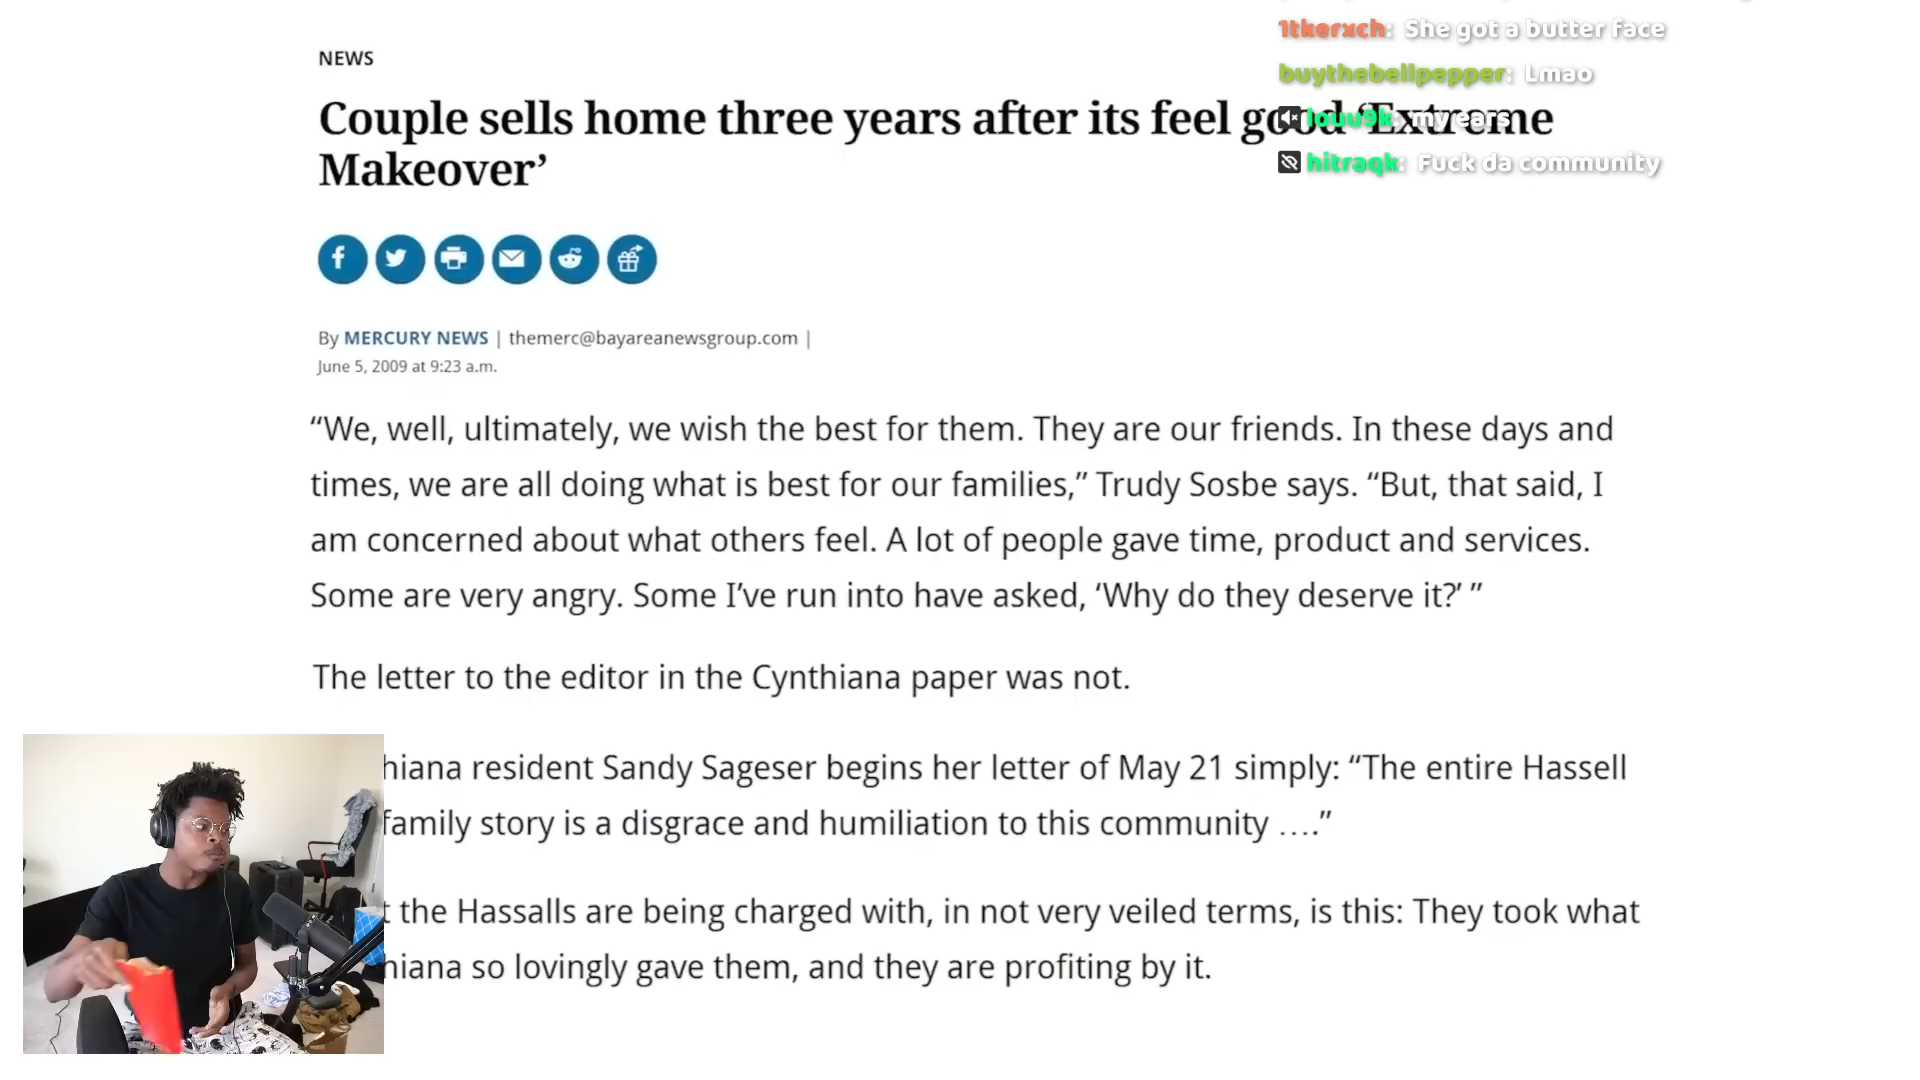 NEWS
Couple sells home three years after its feel good ‘Extreme
Makeover’
By MERCURY NEWS | themerc@bayareanewsgroup.com |
June 5, 2009 at 9:23 a.m.
“We, well, ultimately, we wish the best for them. They are our friends. In these days and
times, we are all doing what is best for our families,” Trudy Sosbe says. “But, that said, I
am concerned about what others feel. A lot of people gave time, product and services.
Some are very angry. Some I’ve run into have asked, ‘Why do they deserve it?’ ”
The letter to the editor in the Cynthiana paper was not.
hiana resident Sandy Sageser begins her letter of May 21 simply: “The entire Hassell
family story is a disgrace and humiliation to this community ….”
t the Hassalls are being charged with, in not very veiled terms, is this: They took what
hiana so lovingly gave them, and they are profiting by it.
1tkerxch: She got a butter face
buythebellpepper: Lmao
louu9k: my ears
hitraqk: Fuck da community